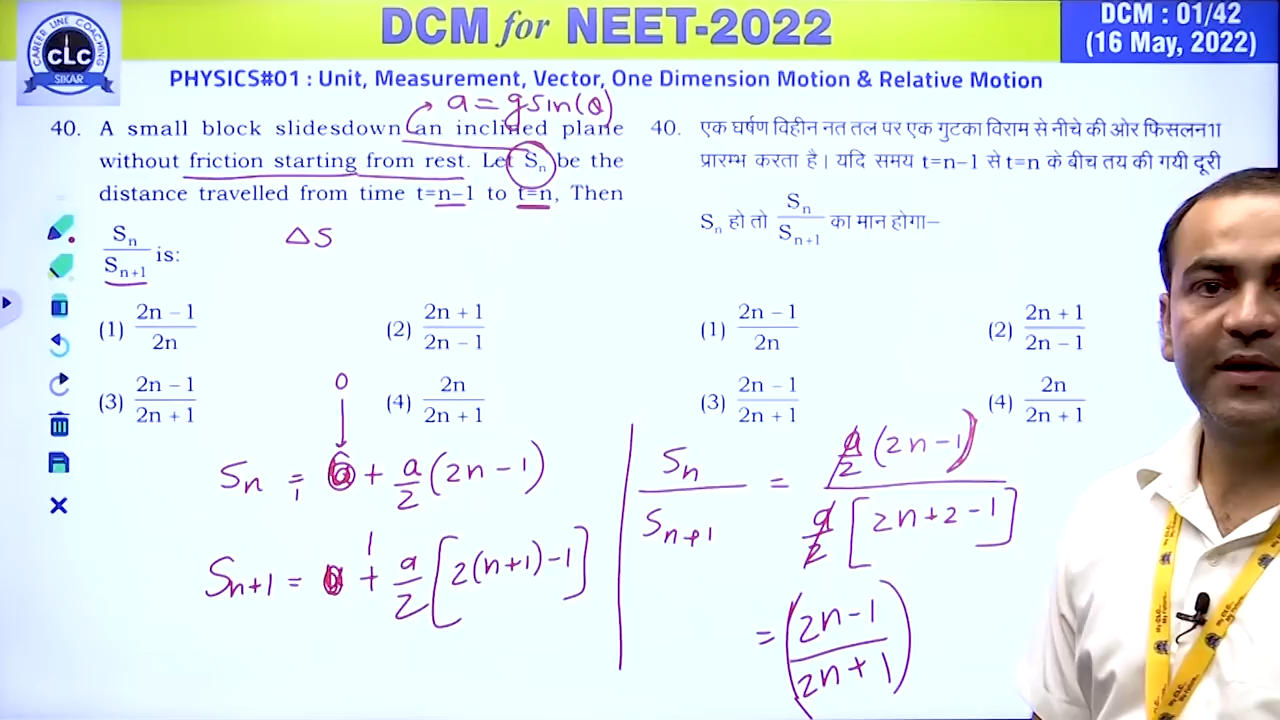 CAREER LINE COACHING
CLC
SIKAR
DCM for NEET-2022
DCM : 01/42
(16 May, 2022)
PHYSICS#01 : Unit, Measurement, Vector, One Dimension Motion & Relative Motion
a = g sin(θ)
40. A small block slidesdown an inclined plane
without friction starting from rest. Let Sn be the
distance travelled from time t=n–1 to t=n, Then
Sn/Sn+1 is:
ΔS
(1) 2n – 1/2n (2) 2n + 1/2n – 1
(3) 2n – 1/2n + 1 (4) 2n/2n + 1
40. एक घर्षण विहीन नत तल पर एक गुटका विराम से नीचे की ओर फिसलना
प्रारम्भ करता है। यदि समय t=n–1 से t=n के बीच तय की गयी दूरी
Sn हो तो Sn/Sn+1 का मान होगा–
(1) 2n – 1/2n (2) 2n + 1/2n – 1
(3) 2n – 1/2n + 1 (4) 2n/2n + 1
0
Sn = + a/2 (2n – 1)
Sn+1 = + a/2 [2(n+1) – 1]
Sn/Sn+1 = a/2 (2n – 1) / a/2 [2n + 2 – 1]
= (2n – 1/2n + 1)